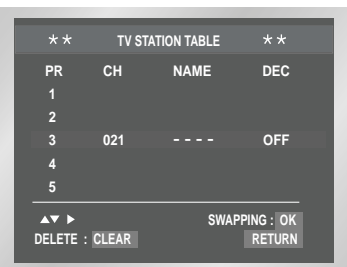 ** TV STATION TABLE **
PR CH NAME DEC
1
2
3 021 ---- OFF
4
5
▲▼ ▶ SWAPPING : OK
DELETE : CLEAR RETURN